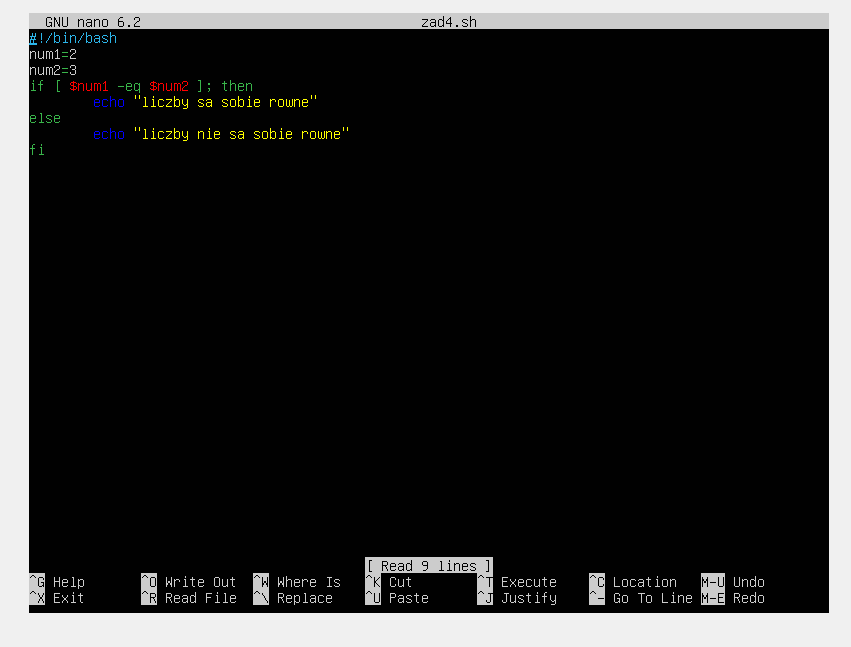 GNU nano 6.2 zad4.sh
#!/bin/bash
num1=2
num2=3
if [ $num1 -eq $num2 ]; then
        echo "liczby sa sobie rowne"
else
        echo "liczby nie sa sobie rowne"
fi
[ Read 9 lines ]
^G Help ^O Write Out ^W Where Is ^K Cut ^T Execute ^C Location M-U Undo
^X Exit ^R Read File ^\ Replace ^U Paste ^J Justify ^- Go To Line M-E Redo